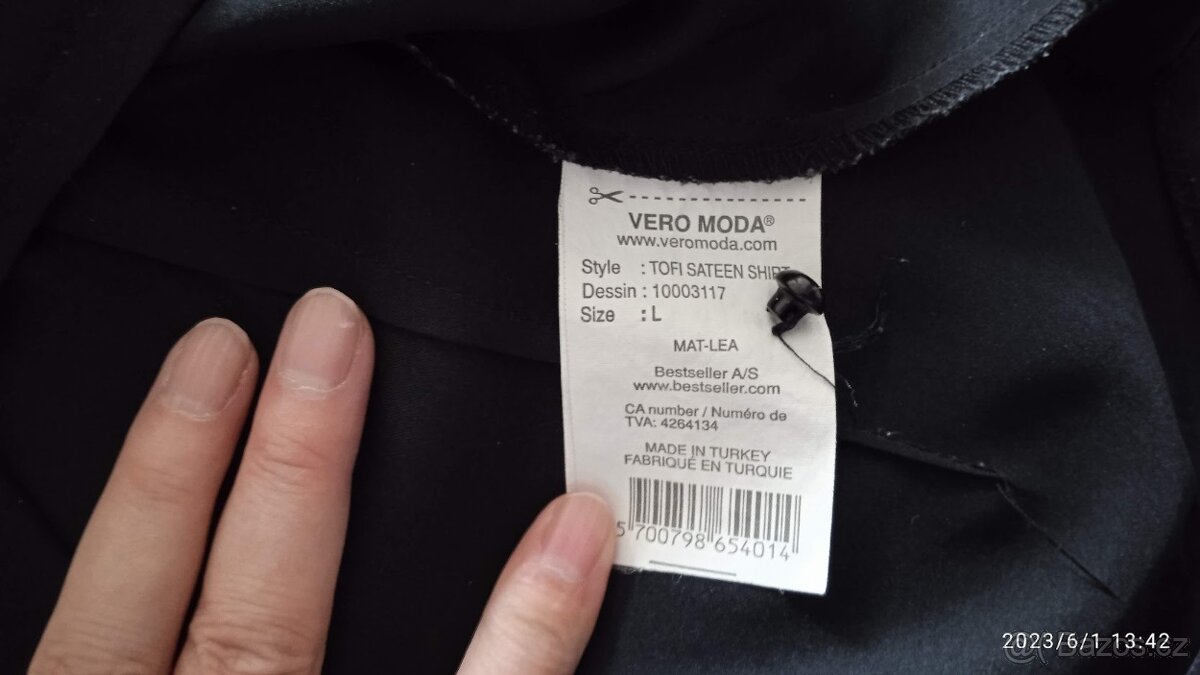 VERO MODA®
www.veromoda.com
Style : TOFI SATEEN SHIRT
Dessin : 10003117
Size : L
MAT-LEA
Bestseller A/S
www.bestseller.com
CA number / Numéro de
TVA: 4264134
MADE IN TURKEY
FABRIQUÉ EN TURQUIE
5 700798 654014
2023/6/1 13:42
@ Bazos.cz